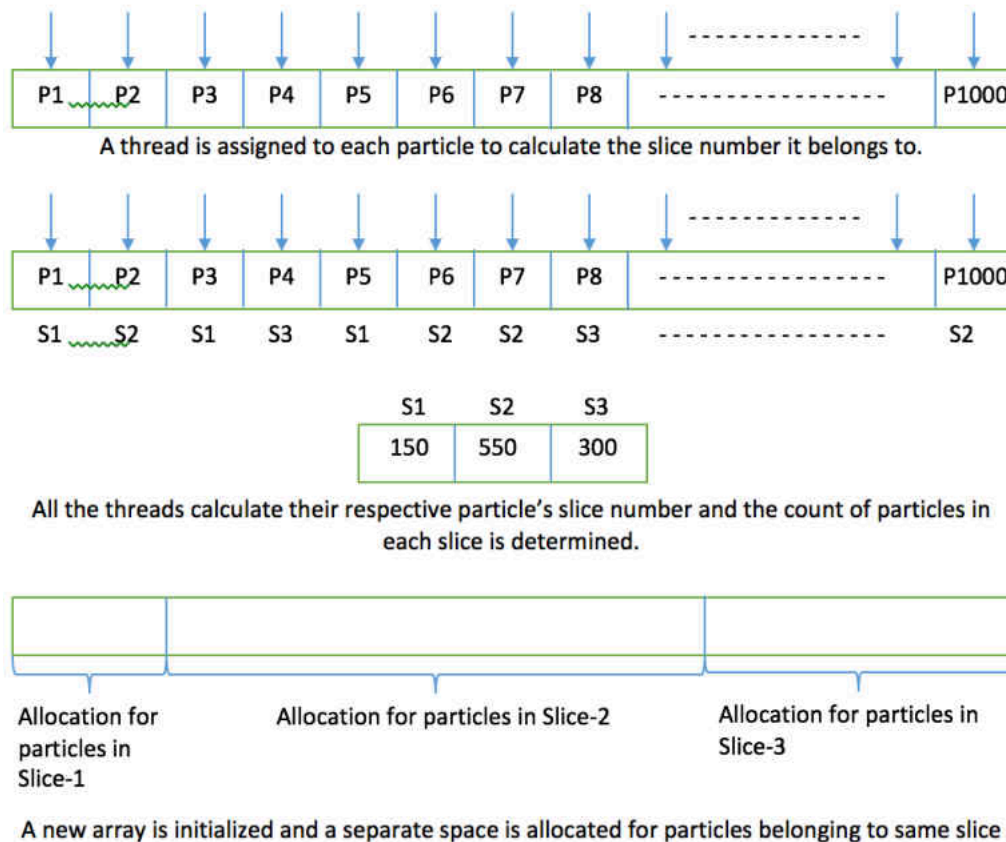 P1 P2 P3 P4 P5 P6 P7 P8 P1000
A thread is assigned to each particle to calculate the slice number it belongs to.
P1 P2 P3 P4 P5 P6 P7 P8 P1000
S1 S2 S1 S3 S1 S2 S2 S3 S2
S1 S2 S3
150 550 300
All the threads calculate their respective particle's slice number and the count of particles in
each slice is determined.
Allocation for
particles in
Slice-1
Allocation for particles in Slice-2
Allocation for particles in
Slice-3
A new array is initialized and a separate space is allocated for particles belonging to same slice